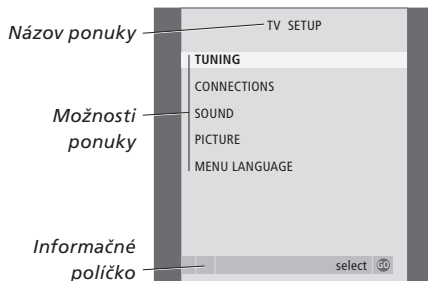 Názov ponuky
TV SETUP
TUNING
CONNECTIONS
Možnosti
ponuky
SOUND
PICTURE
MENU LANGUAGE
Informačné
políčko
select GO